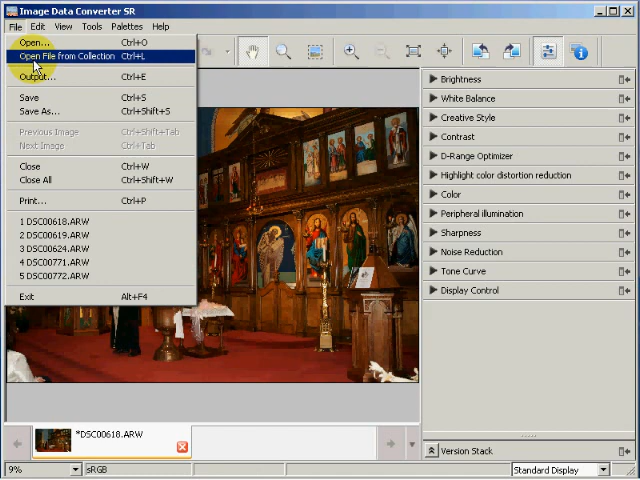 Image Data Converter SR
File Edit View Tools Palettes Help
Open... Ctrl+O
Open File from Collection Ctrl+L
Output... Ctrl+E
Save Ctrl+S
Save As... Ctrl+Shift+S
Previous Image Ctrl+Shift+Tab
Next Image Ctrl+Tab
Close Ctrl+W
Close All Ctrl+Shift+W
Print... Ctrl+P
1 DSC00618.ARW
2 DSC00619.ARW
3 DSC00624.ARW
4 DSC00771.ARW
5 DSC00772.ARW
Exit Alt+F4
Brightness
White Balance
Creative Style
Contrast
D-Range Optimizer
Highlight color distortion reduction
Color
Peripheral illumination
Sharpness
Noise Reduction
Tone Curve
Display Control
*DSC00618.ARW
Version Stack
9% sRGB Standard Display